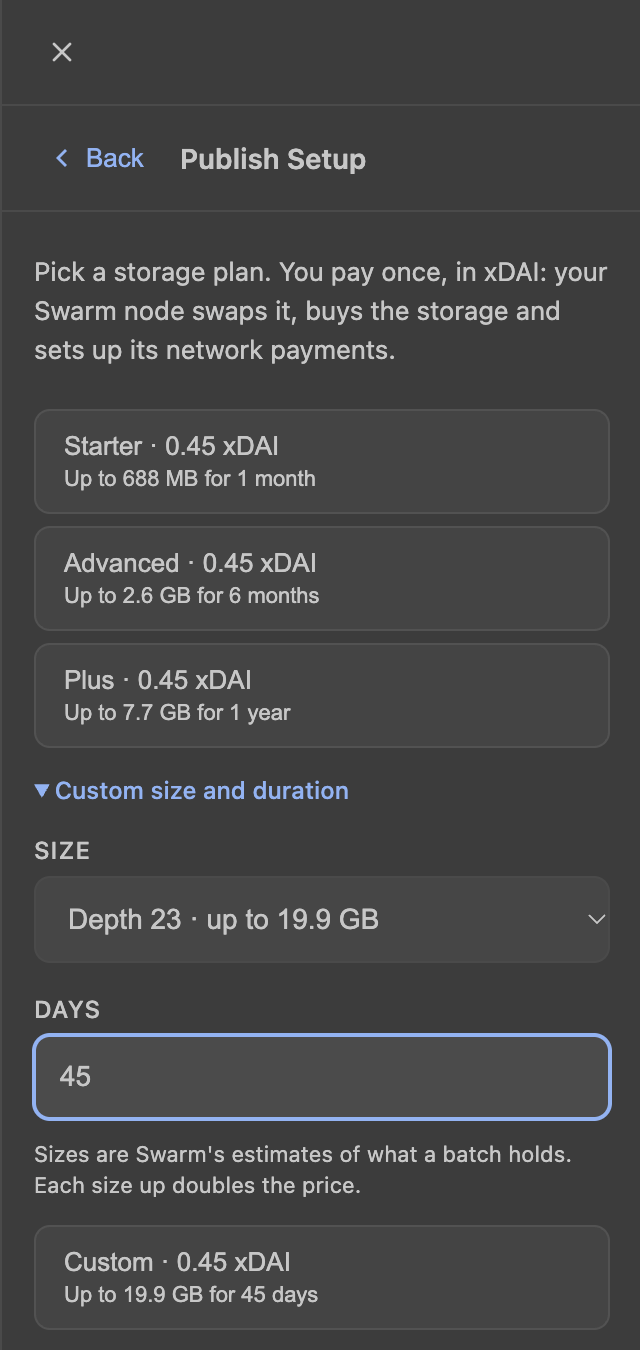 Back Publish Setup
Pick a storage plan. You pay once, in xDAI: your
Swarm node swaps it, buys the storage and
sets up its network payments.
Starter · 0.45 xDAI
Up to 688 MB for 1 month
Advanced · 0.45 xDAI
Up to 2.6 GB for 6 months
Plus · 0.45 xDAI
Up to 7.7 GB for 1 year
Custom size and duration
SIZE
Depth 23 · up to 19.9 GB
DAYS
45
Sizes are Swarm's estimates of what a batch holds.
Each size up doubles the price.
Custom · 0.45 xDAI
Up to 19.9 GB for 45 days